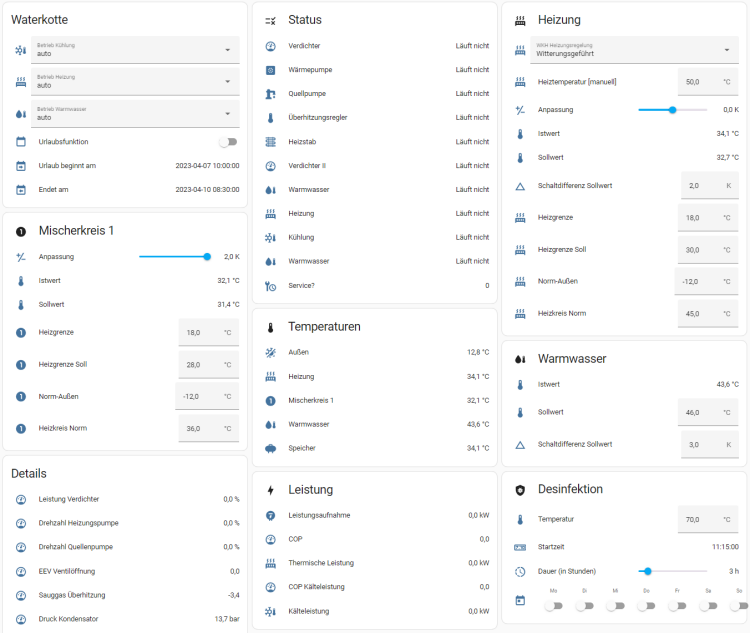 Waterkotte
Betrieb Kühlung
auto
Betrieb Heizung
auto
Betrieb Warmwasser
auto
Urlaubsfunktion
Urlaub beginnt am 2023-04-07 10:00:00
Endet am 2023-04-10 08:30:00
1 Mischerkreis 1
Anpassung 2,0 K
Istwert 32,1 °C
Sollwert 31,4 °C
1 Heizgrenze 18,0 °C
1 Heizgrenze Soll 28,0 °C
1 Norm-Außen -12,0 °C
1 Heizkreis Norm 36,0 °C
Details
Leistung Verdichter 0,0 %
Drehzahl Heizungspumpe 0,0 %
Drehzahl Quellenpumpe 0,0 %
EEV Ventilöffnung 0,0
Sauggas Überhitzung -3,4
Druck Kondensator 13,7 bar
Status
Verdichter Läuft nicht
Wärmepumpe Läuft nicht
Quellpumpe Läuft nicht
Überhitzungsregler Läuft nicht
Heizstab Läuft nicht
Verdichter II Läuft nicht
Warmwasser Läuft nicht
Heizung Läuft nicht
Kühlung Läuft nicht
Warmwasser Läuft nicht
Service? 0
Temperaturen
Außen 12,8 °C
Heizung 34,1 °C
1 Mischerkreis 1 32,1 °C
Warmwasser 43,6 °C
Speicher 34,1 °C
Leistung
Leistungsaufnahme 0,0 kW
COP 0,0
Thermische Leistung 0,0 kW
COP Kälteleistung 0,0
Kälteleistung 0,0 kW
Heizung
WKH Heizungsregelung
Witterungsgeführt
Heiztemperatur [manuell] 50,0 °C
Anpassung 0,0 K
Istwert 34,1 °C
Sollwert 32,7 °C
Schaltdifferenz Sollwert 2,0 K
Heizgrenze 18,0 °C
Heizgrenze Soll 30,0 °C
Norm-Außen -12,0 °C
Heizkreis Norm 45,0 °C
Warmwasser
Istwert 43,6 °C
Sollwert 46,0 °C
Schaltdifferenz Sollwert 3,0 K
Desinfektion
Temperatur 70,0 °C
Startzeit 11:15:00
Dauer (in Stunden) 3 h
Mo Di Mi Do Fr Sa So